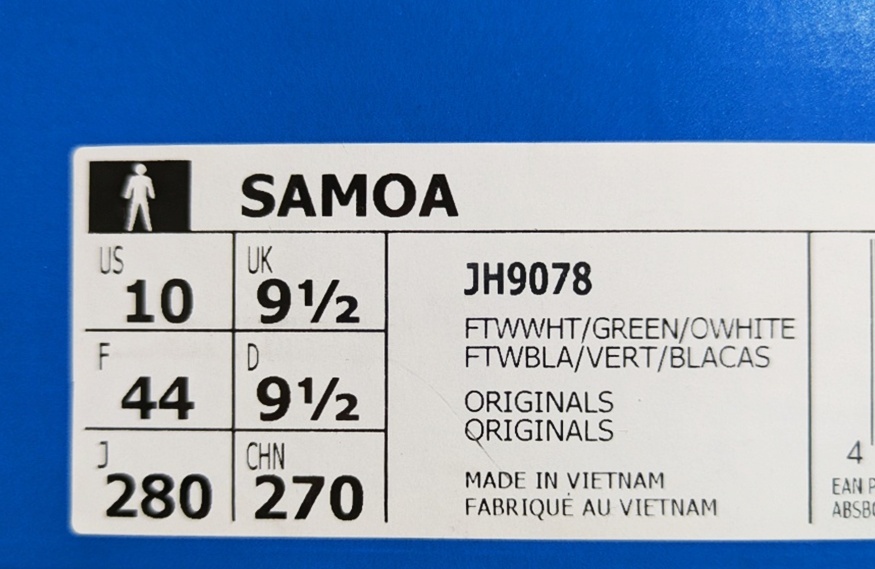 SAMOA
US 10 UK 9½
F 44 D 9½
J 280 CHN 270
JH9078
FTWWHT/GREEN/OWHITE
FTWBLA/VERT/BLACAS
ORIGINALS
ORIGINALS
MADE IN VIETNAM
FABRIQUÉ AU VIETNAM
4
EAN